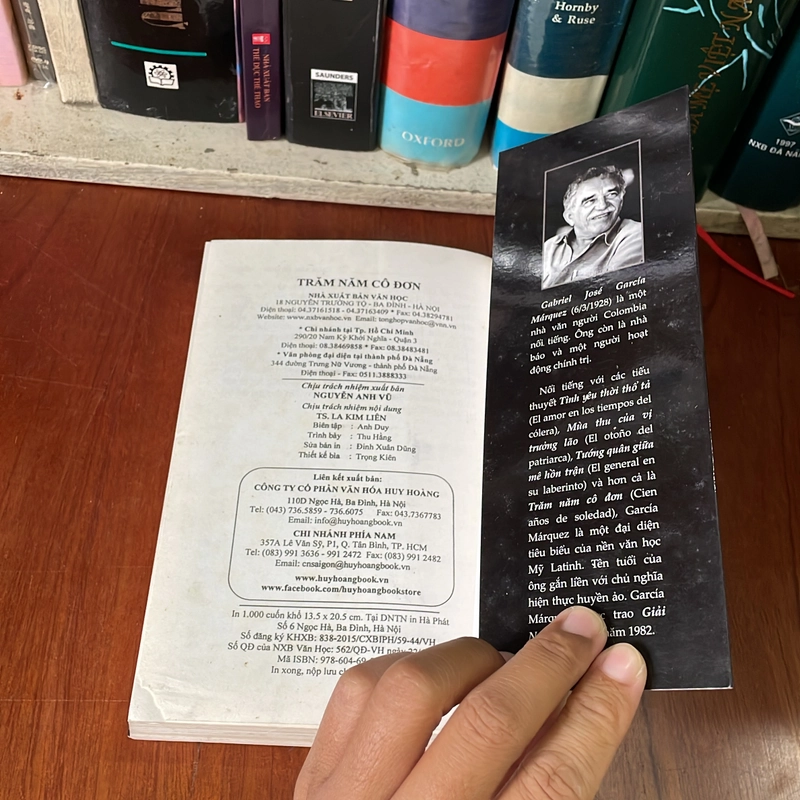 Hornby
& Ruse
SAUNDERS
ELSEVIER
NHÀ XUẤT BẢN
THỂ DỤC THỂ THAO
OXFORD
1997
TRĂM NĂM CÔ ĐƠN
NHÀ XUẤT BẢN VĂN HỌC
18 NGUYỄN TRƯỜNG TỘ - BA ĐÌNH - HÀ NỘI
Điện thoại: 04.37161518 - 04.37163409 * Fax: 04.38294781
Website: www.nxbvanhoc.vn Email: tonghopvanhoc@vnn.vn
* Chi nhánh tại Tp. Hồ Chí Minh
290/20 Nam Kỳ Khởi Nghĩa - Quận 3
Điện thoại: 08.38469858 * Fax: 08.38483481
* Văn phòng đại diện tại thành phố Đà Nẵng
344 đường Trưng Nữ Vương - thành phố Đà Nẵng
Điện thoại - Fax: 0511.3888333
Chịu trách nhiệm xuất bản
NGUYỄN ANH VŨ
Chịu trách nhiệm nội dung
TS. LA KIM LIÊN
Biên tập : Anh Duy
Trình bày : Thu Hằng
Sửa bản in : Đinh Xuân Dũng
Thiết kế bìa : Trọng Kiên
Liên kết xuất bản:
CÔNG TY CỔ PHẦN VĂN HÓA HUY HOÀNG
110D Ngọc Hà, Ba Đình, Hà Nội
Tel: (043) 736.5859 - 736.6075 Fax: 043.7367783
Email: info@huyhoangbook.vn
CHI NHÁNH PHÍA NAM
357A Lê Văn Sỹ, P1, Q. Tân Bình, TP. HCM
Tel: (083) 991 3636 - 991 2472 Fax: (083) 991 2482
Email: cnsaigon@huyhoangbook.vn
www.huyhoangbook.vn
www.facebook.com/huyhoangbookstore
In 1.000 cuốn khổ 13.5 x 20.5 cm. Tại DNTN in Hà Phát
Số 6 Ngọc Hà, Ba Đình, Hà Nội
Số đăng ký KHXB: 838-2015/CXBIPH/59-44/VH
Số QĐ của NXB Văn Học: 562/QĐ-VH ngày
Mã ISBN: 978-604-69
In xong, nộp lưu
Gabriel José García
Márquez (6/3/1928) là một
nhà văn người Colombia
nổi tiếng. Ông còn là nhà
báo và một người hoạt
động chính trị.
Nổi tiếng với các tiểu
thuyết Tình yêu thời thổ tả
(El amor en los tiempos del
cólera), Mùa thu của vị
trưởng lão (El otoño del
patriarca), Tướng quân giữa
mê hồn trận (El general en
su laberinto) và hơn cả là
Trăm năm cô đơn (Cien
años de soledad), García
Márquez là một đại diện
tiêu biểu của nền văn học
Mỹ Latinh. Tên tuổi của
ông gắn liền với chủ nghĩa
hiện thực huyền ảo. García
trao Giải
năm 1982.